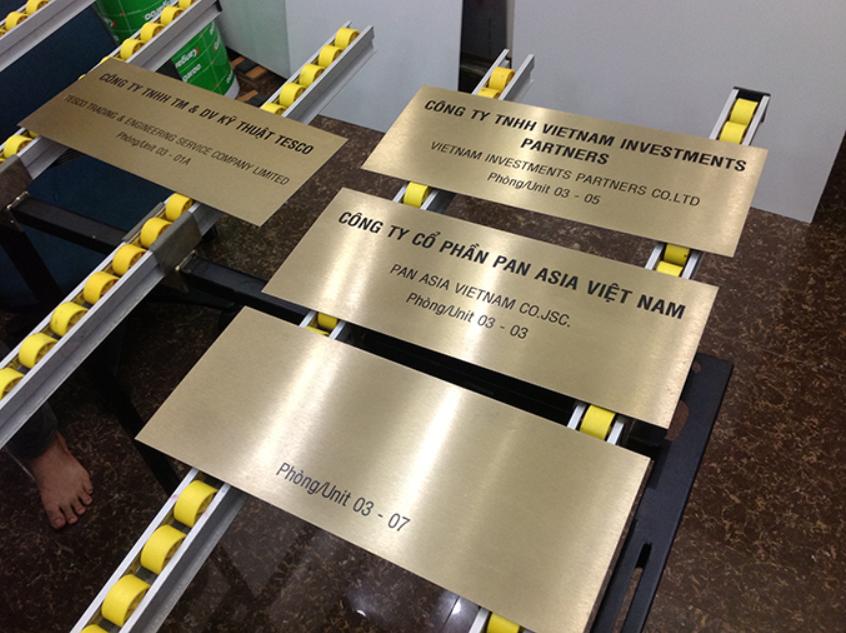 CÔNG TY TNHH TM & DV KỸ THUẬT TESCO
TESCO TRADING & ENGINEERING SERVICE COMPANY LIMITED
Phòng/Unit 03 - 01A
CÔNG TY TNHH VIETNAM INVESTMENTS
PARTNERS
VIETNAM INVESTMENTS PARTNERS CO.LTD
Phòng/Unit 03 - 05
CÔNG TY CỔ PHẦN PAN ASIA VIỆT NAM
PAN ASIA VIETNAM CO.JSC.
Phòng/Unit 03 - 03
Phòng/Unit 03 - 07